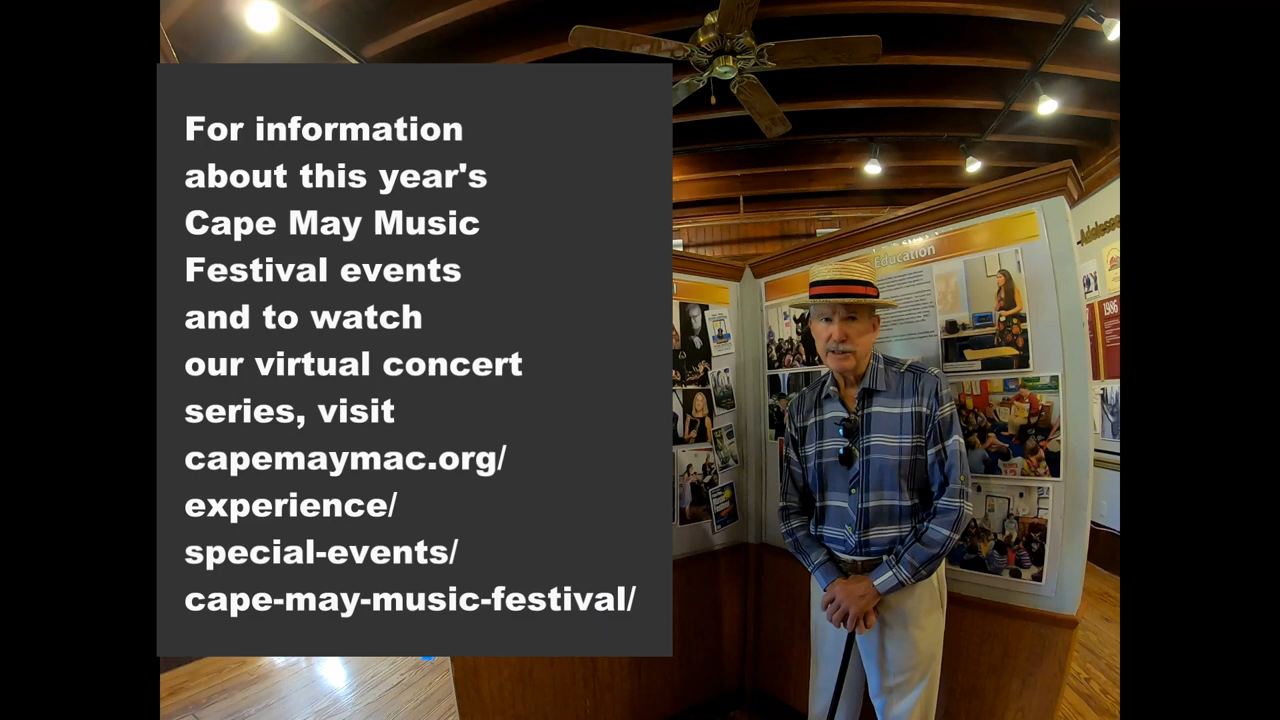 For information
about this year's
Cape May Music
Festival events
and to watch
our virtual concert
series, visit
capemaymac.org/
experience/
special-events/
cape-may-music-festival/
Education
1986